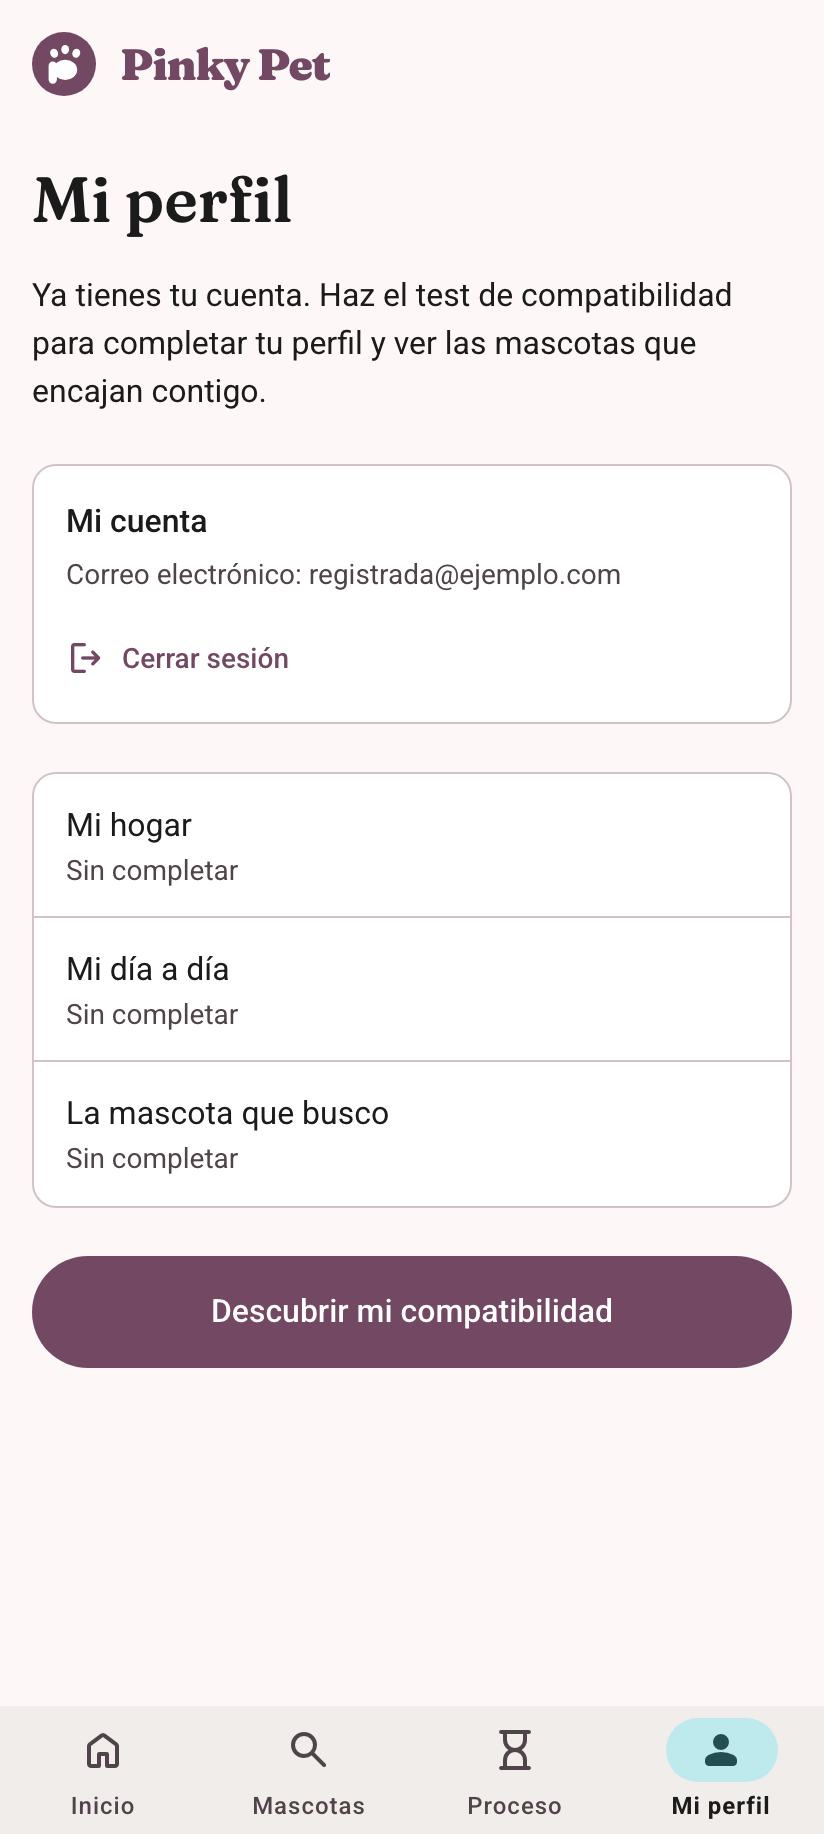 Pinky Pet
Mi perfil
Ya tienes tu cuenta. Haz el test de compatibilidad
para completar tu perfil y ver las mascotas que
encajan contigo.
Mi cuenta
Correo electrónico: registrada@ejemplo.com
Cerrar sesión
Mi hogar
Sin completar
Mi día a día
Sin completar
La mascota que busco
Sin completar
Descubrir mi compatibilidad
Inicio
Mascotas
Proceso
Mi perfil